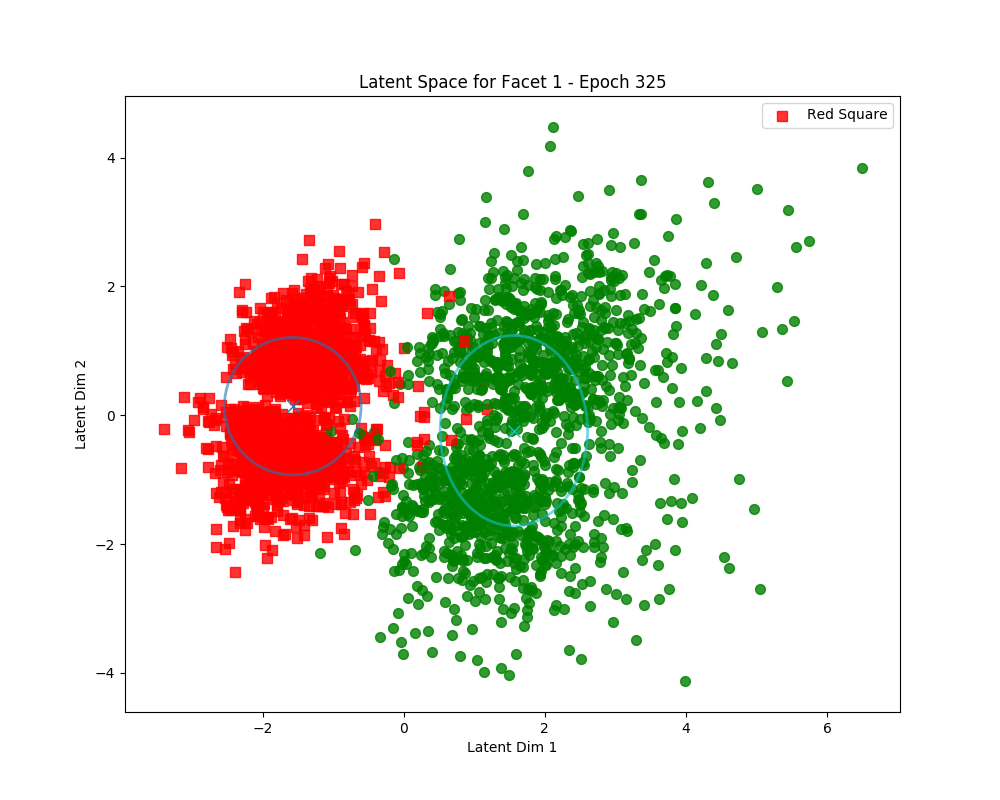 Latent Space for Facet 1 - Epoch 325
Red Square
4
2
0
−2
−4
Latent Dim 2
−2
0
2
4
6
Latent Dim 1